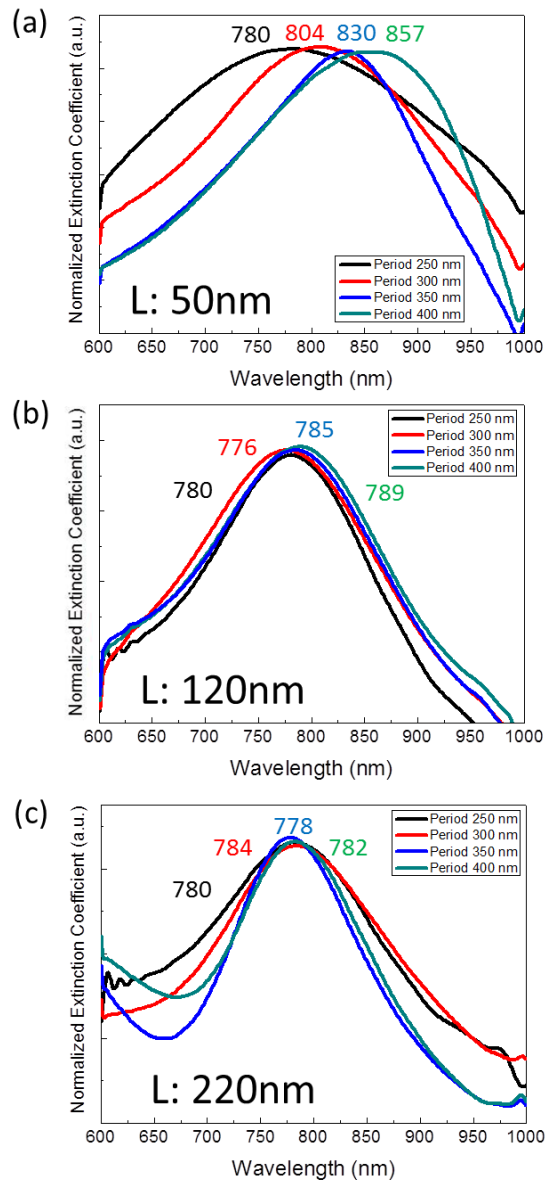 (a)
780 804 830 857
Normalized Extinction Coefficient (a.u.)
Period 250 nm
Period 300 nm
Period 350 nm
Period 400 nm
L: 50nm
600 650 700 750 800 850 900 950 1000
Wavelength (nm)
(b)
776 785
780 789
Normalized Extinction Coefficient (a.u.)
Period 250 nm
Period 300 nm
Period 350 nm
Period 400 nm
L: 120nm
600 650 700 750 800 850 900 950 1000
Wavelength (nm)
(c)
778
784 782
780
Normalized Extinction Coefficient (a.u.)
Period 250 nm
Period 300 nm
Period 350 nm
Period 400 nm
L: 220nm
600 650 700 750 800 850 900 950 1000
Wavelength (nm)